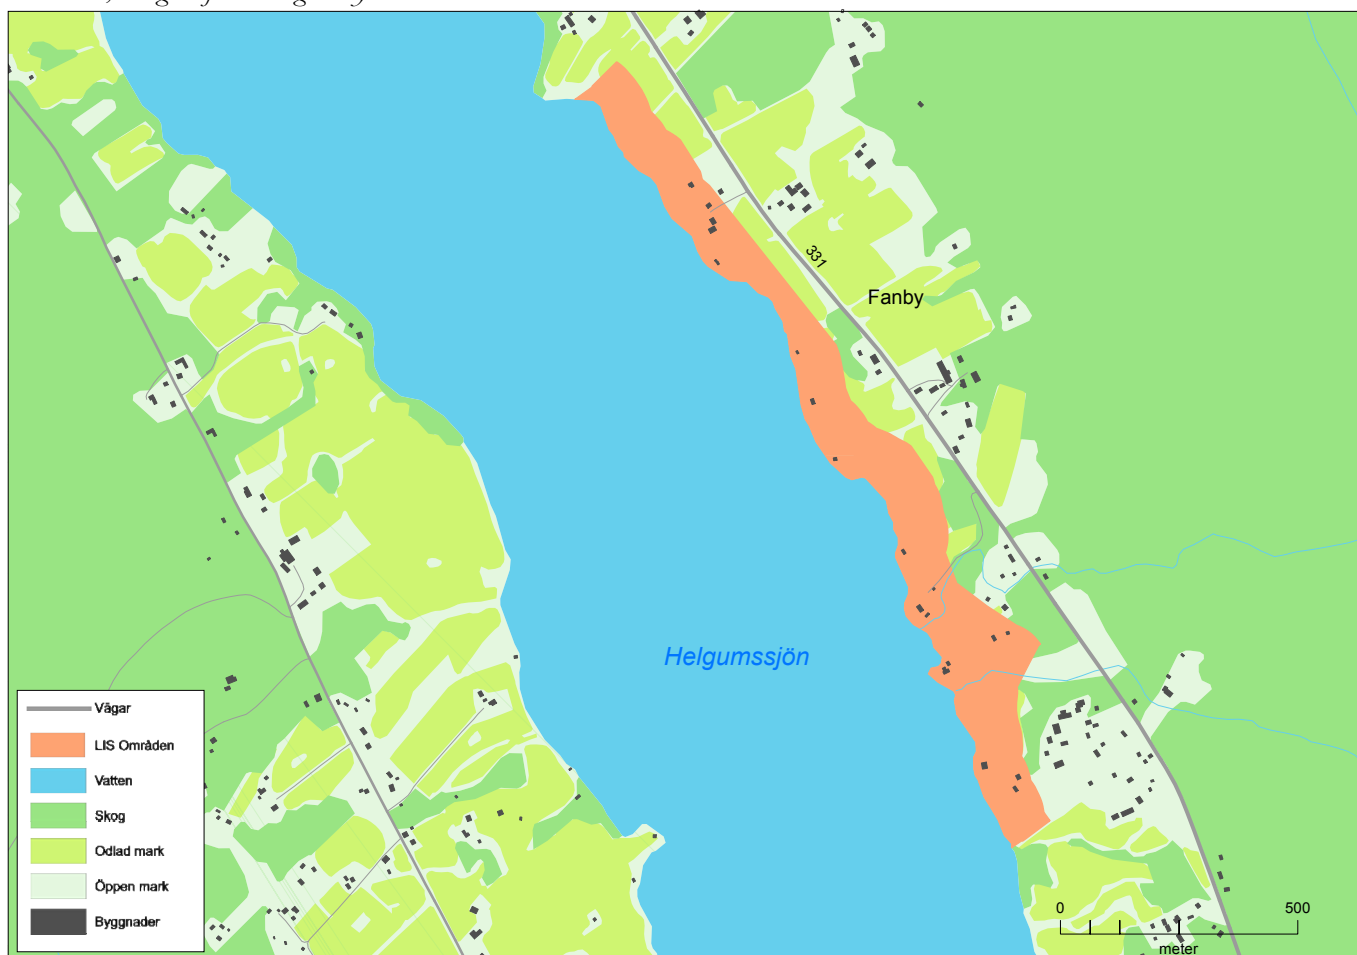 331
Fanby
Helgumssjön
Vägar
LIS Områden
Vatten
Skog
Odlad mark
Öppen mark
Byggnader
0 500
meter